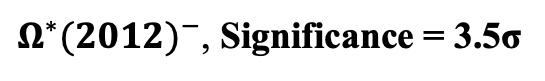 Ω*(2012)⁻, Significance = 3.5σ